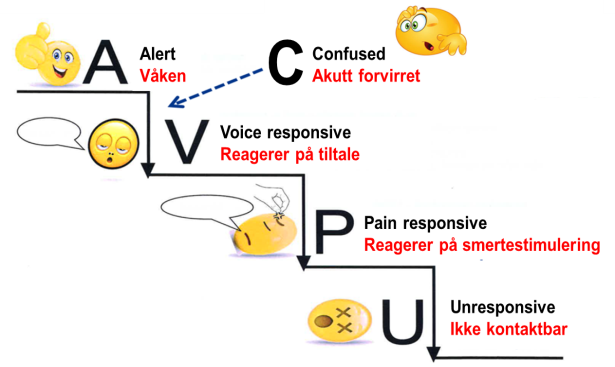 A
Alert
Våken
C
Confused
Akutt forvirret
V
Voice responsive
Reagerer på tiltale
P
Pain responsive
Reagerer på smertestimulering
U
Unresponsive
Ikke kontaktbar